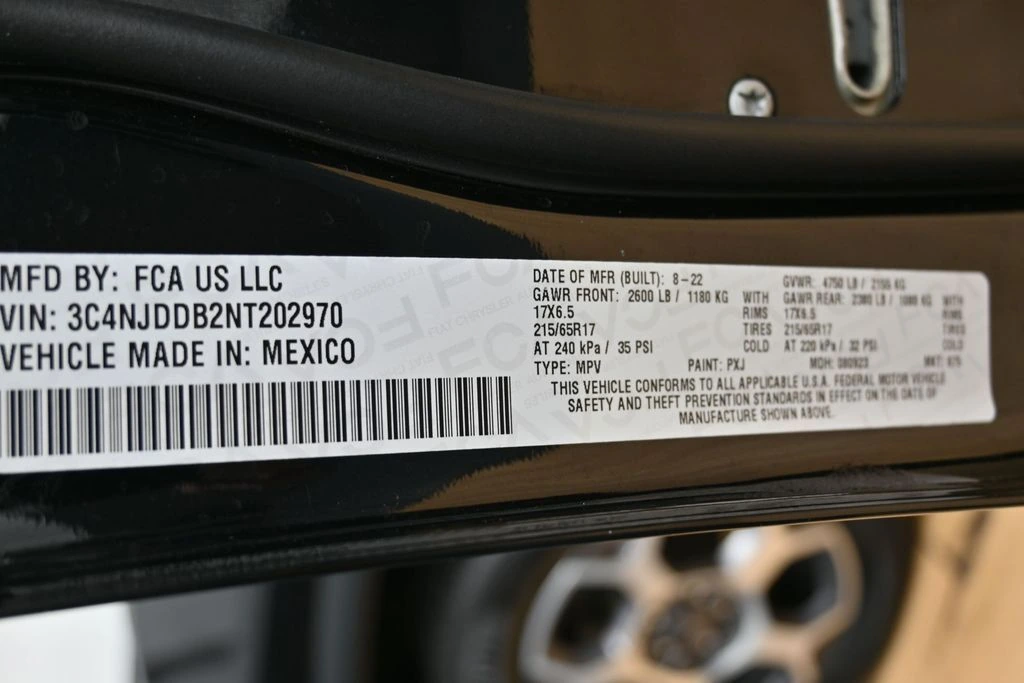 MFD BY: FCA US LLC
VIN: 3C4NJDDB2NT202970
VEHICLE MADE IN: MEXICO
DATE OF MFR (BUILT): 8-22
GVWR: 4750 LB / 2155 KG
GAWR FRONT: 2600 LB / 1180 KG WITH
GAWR REAR: 2380 LB / 1080 KG WITH
17X6.5 RIMS 17X6.5 RIMS
215/65R17 TIRES 215/65R17 TIRES
AT 240 kPa / 35 PSI COLD AT 220 kPa / 32 PSI COLD
TYPE: MPV PAINT: PXJ MDH: 080923 MKT:
THIS VEHICLE CONFORMS TO ALL APPLICABLE U.S.A. FEDERAL MOTOR VEHICLE
SAFETY AND THEFT PREVENTION STANDARDS IN EFFECT ON THE DATE OF
MANUFACTURE SHOWN ABOVE.